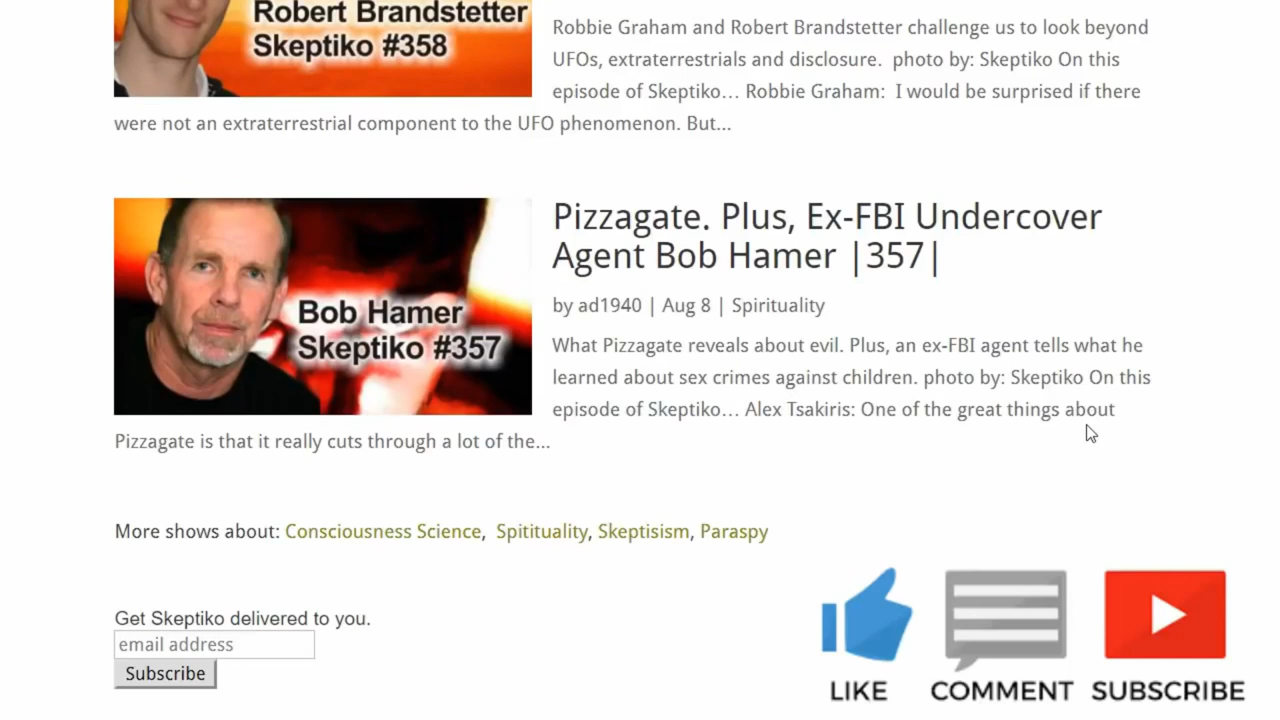 Robert Brandstetter
Skeptiko #358
Robbie Graham and Robert Brandstetter challenge us to look beyond
UFOs, extraterrestrials and disclosure.  photo by: Skeptiko On this
episode of Skeptiko… Robbie Graham:  I would be surprised if there
were not an extraterrestrial component to the UFO phenomenon. But...
Bob Hamer
Skeptiko #357
Pizzagate. Plus, Ex-FBI Undercover
Agent Bob Hamer |357|
by ad1940 | Aug 8 | Spirituality
What Pizzagate reveals about evil. Plus, an ex-FBI agent tells what he
learned about sex crimes against children. photo by: Skeptiko On this
episode of Skeptiko… Alex Tsakiris: One of the great things about
Pizzagate is that it really cuts through a lot of the...
More shows about: Consciousness Science,  Spitituality, Skeptisism, Paraspy
Get Skeptiko delivered to you.
email address
Subscribe
LIKE COMMENT SUBSCRIBE